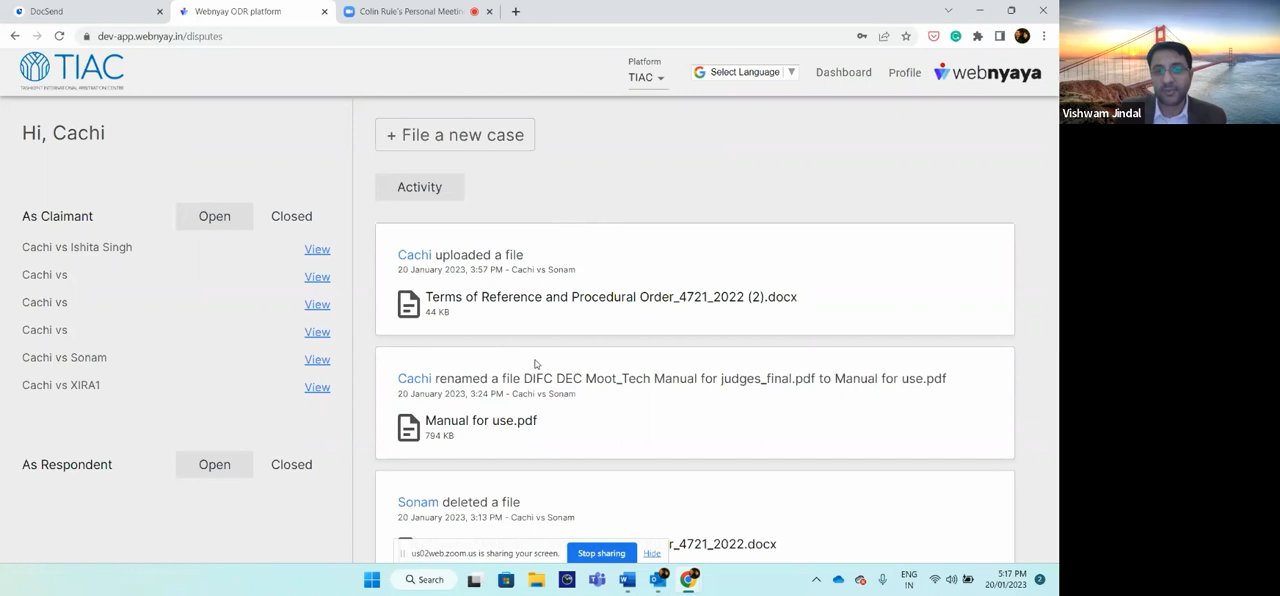 DocSend
Webnyay ODR platform
Colin Rule's Personal Meetin
dev-app.webnyay.in/disputes
TIAC
TASHKENT INTERNATIONAL ARBITRATION CENTRE
Platform
TIAC
Select Language
Dashboard
Profile
webnyaya
Vishwam Jindal
Hi, Cachi
+ File a new case
Activity
As Claimant
Open
Closed
Cachi vs Ishita Singh
View
Cachi vs
View
Cachi vs
View
Cachi vs
View
Cachi vs Sonam
View
Cachi vs XIRA1
View
As Respondent
Open
Closed
Cachi uploaded a file
20 January 2023, 3:57 PM - Cachi vs Sonam
Terms of Reference and Procedural Order_4721_2022 (2).docx
44 KB
Cachi renamed a file DIFC DEC Moot_Tech Manual for judges_final.pdf to Manual for use.pdf
20 January 2023, 3:24 PM - Cachi vs Sonam
Manual for use.pdf
794 KB
Sonam deleted a file
20 January 2023, 3:13 PM - Cachi vs Sonam
r_4721_2022.docx
us02web.zoom.us is sharing your screen.
Stop sharing
Hide
Search
ENG
IN
5:17 PM
20/01/2023
2